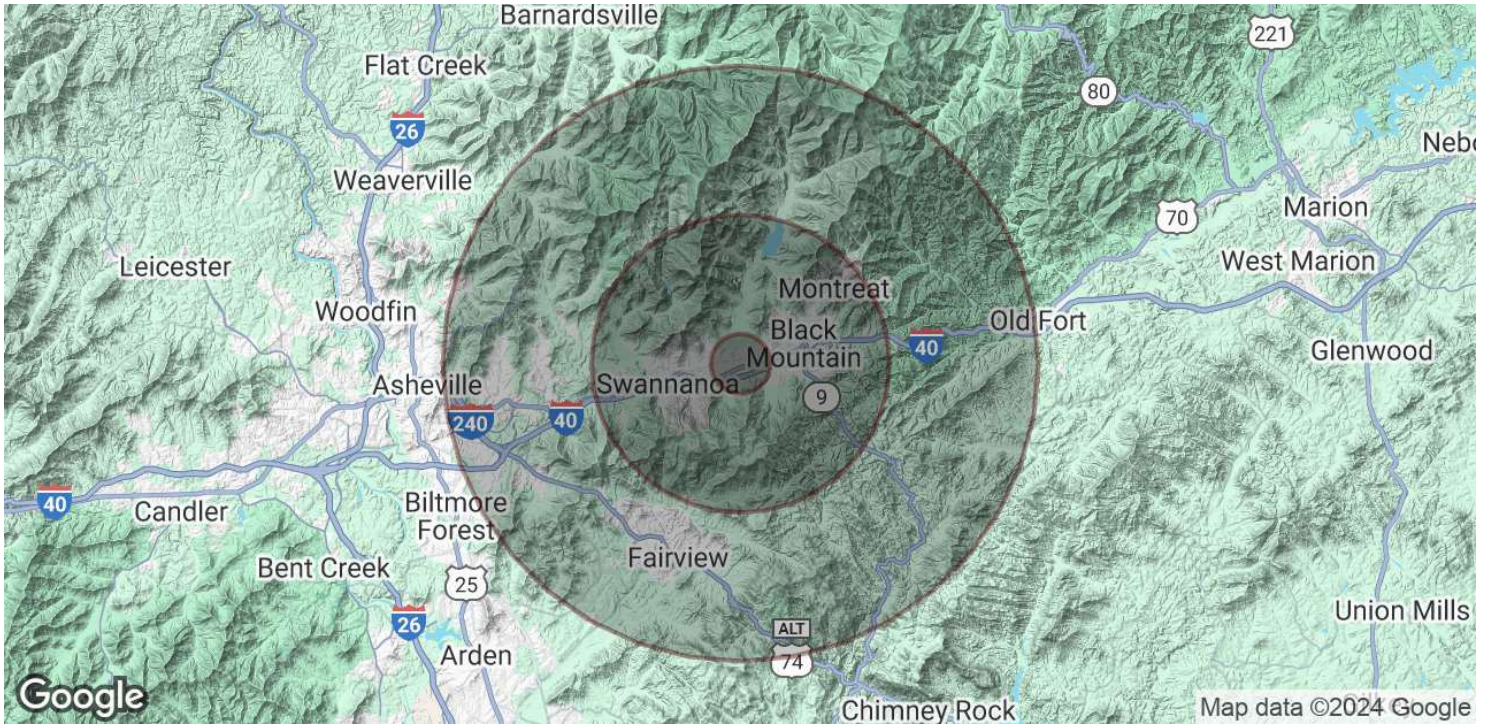 Barnardsville
221
Flat Creek
80
26
Nebo
Weaverville
70
Marion
Leicester
West Marion
Montreat
Woodfin
Old Fort
Black
Mountain
40
Glenwood
Asheville
Swannanoa
9
240
40
40
Candler
Biltmore
Forest
Fairview
Bent Creek
25
Union Mills
26
ALT
74
Arden
Google
Chimney Rock
Map data ©2024 Google